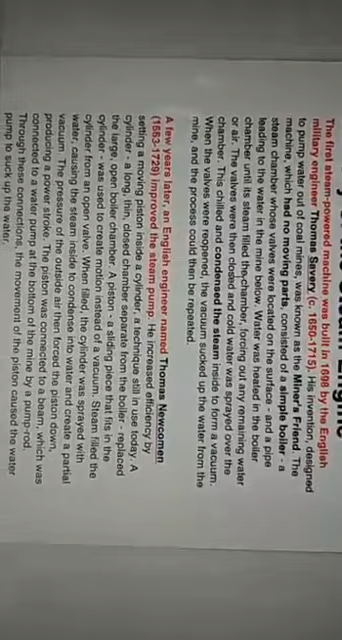 Steam Engine
The first steam-powered machine was built in 1698 by the English
military engineer Thomas Savery (c. 1650-1715). His invention, designed
to pump water out of coal mines, was known as the Miner's Friend. The
machine, which had no moving parts, consisted of a simple boiler - a
steam chamber whose valves were located on the surface - and a pipe
leading to the water in the mine below. Water was heated in the boiler
chamber until its steam filled the chamber, forcing out any remaining water
or air. The valves were then closed and cold water was sprayed over the
chamber. This chilled and condensed the steam inside to form a vacuum.
When the valves were reopened, the vacuum sucked up the water from the
mine, and the process could then be repeated.
A few years later, an English engineer named Thomas Newcomen
(1663-1729) improved the steam pump. He increased efficiency by
setting a moving piston inside a cylinder, a technique still in use today. A
cylinder - a long, thin, closed chamber separate from the boiler - replaced
the large, open boiler chamber. A piston - a sliding piece that fits in the
cylinder - was used to create motion instead of a vacuum. Steam filled the
cylinder from an open valve. When filled, the cylinder was sprayed with
water, causing the steam inside to condense into water and create a partial
vacuum. The pressure of the outside air then forced the piston down,
producing a power stroke. The piston was connected to a beam, which was
connected to a water pump at the bottom of the mine by a pump-rod.
Through these connections, the movement of the piston caused the water
pump to suck up the water.